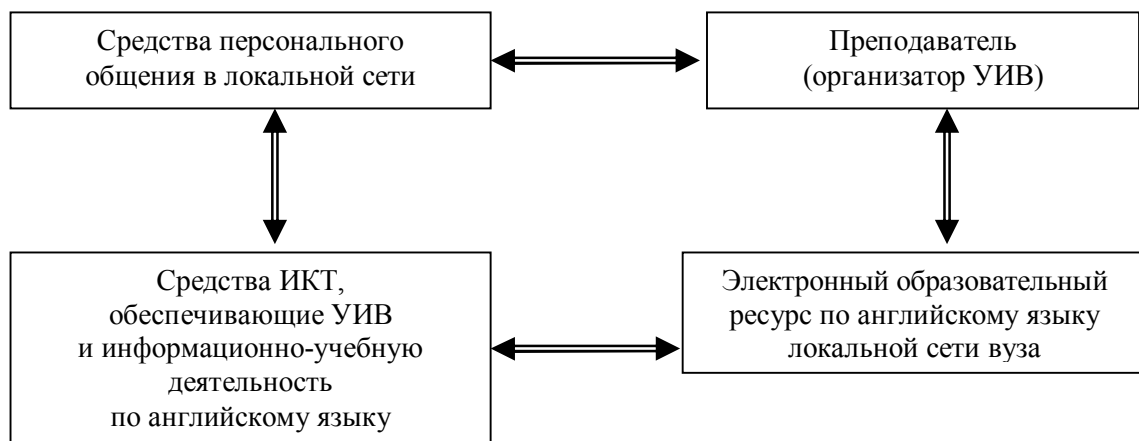 Средства персонального
общения в локальной сети
Преподаватель
(организатор УИВ)
Средства ИКТ,
обеспечивающие УИВ
и информационно-учебную
деятельность
по английскому языку
Электронный образовательный
ресурс по английскому языку
локальной сети вуза